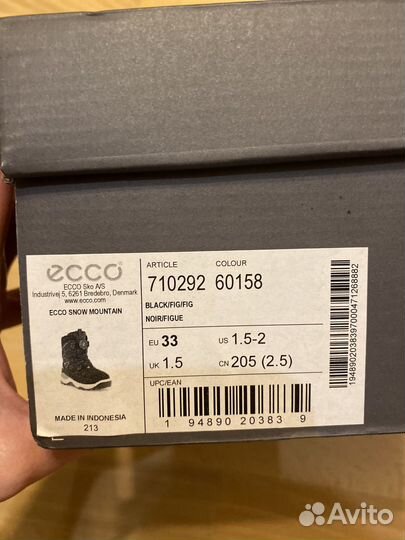 ecco
ECCO Sko A/S
Industrivej 5, 6261 Bredebro, Denmark
www.ecco.com
ECCO SNOW MOUNTAIN
MADE IN INDONESIA
213
ARTICLE COLOUR
710292 60158
BLACK/FIG/FIG
NOIR/FIGUE
EU 33 US 1.5-2
UK 1.5 CN 205 (2.5)
UPC/EAN
1 94890 20383 9
1948902038397000471268882
Avito